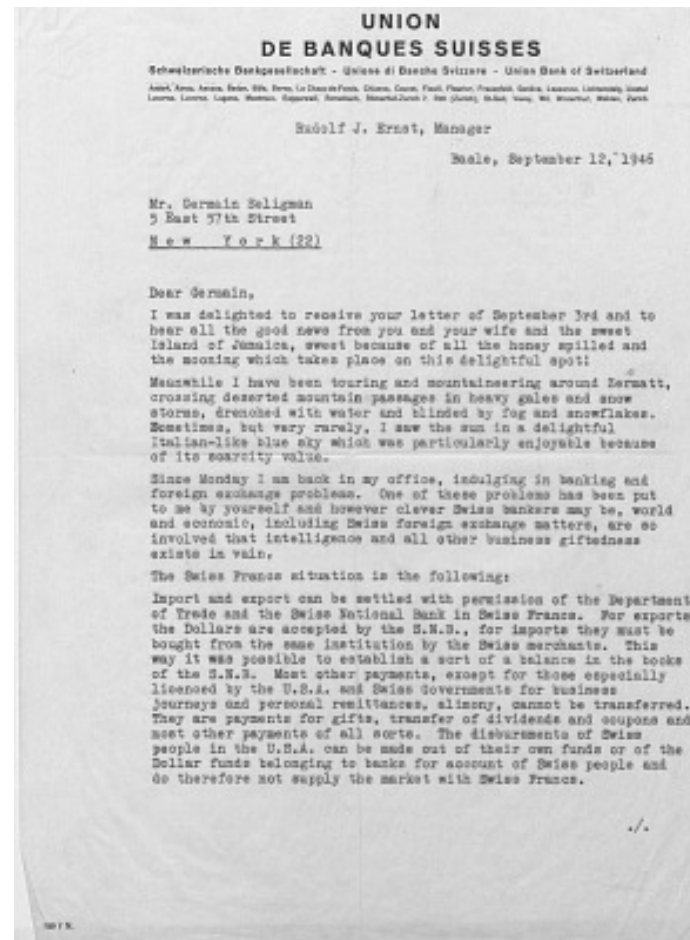 UNION
DE BANQUES SUISSES
Schweizerische Bankgesellschaft - Unione di Banche Svizzere - Union Bank of Switzerland
Rudolf J. Ernst, Manager
Basle, September 12, 1946
Mr. Germain Seligman
5 East 57th Street
New York (22)
Dear Germain,
I was delighted to receive your letter of September 3rd and to
hear all the good news from you and your wife and the sweet
Island of Jamaica, sweet because of all the honey spilled and
the mooning which takes place on this delightful spot!
Meanwhile I have been touring and mountaineering around Zermatt,
crossing deserted mountain passages in heavy gales and snow
storms, drenched with water and blinded by fog and snowflakes.
Sometimes, but very rarely, I saw the sun in a delightful
Italian-like blue sky which was particularly enjoyable because
of its scarcity value.
Since Monday I am back in my office, indulging in banking and
foreign exchange problems. One of these problems has been put
to me by yourself and however clever Swiss bankers may be, world
and economic, including Swiss foreign exchange matters, are so
involved that intelligence and all other business giftedness
exists in vain.
The Swiss Francs situation is the following:
Import and export can be settled with permission of the Department
of Trade and the Swiss National Bank in Swiss Francs. For exports
the Dollars are accepted by the S.N.B., for imports they must be
bought from the same institution by the Swiss merchants. This
way it was possible to establish a sort of a balance in the books
of the S.N.B. Most other payments, except for those especially
licenced by the U.S.A. and Swiss Governments for business
journeys and personal remittances, alimony, cannot be transferred.
They are payments for gifts, transfer of dividends and coupons and
most other payments of all sorts. The disbursments of Swiss
people in the U.S.A. can be made out of their own funds or of the
Dollar funds belonging to banks for account of Swiss people and
do therefore not supply the market with Swiss Francs.
./.